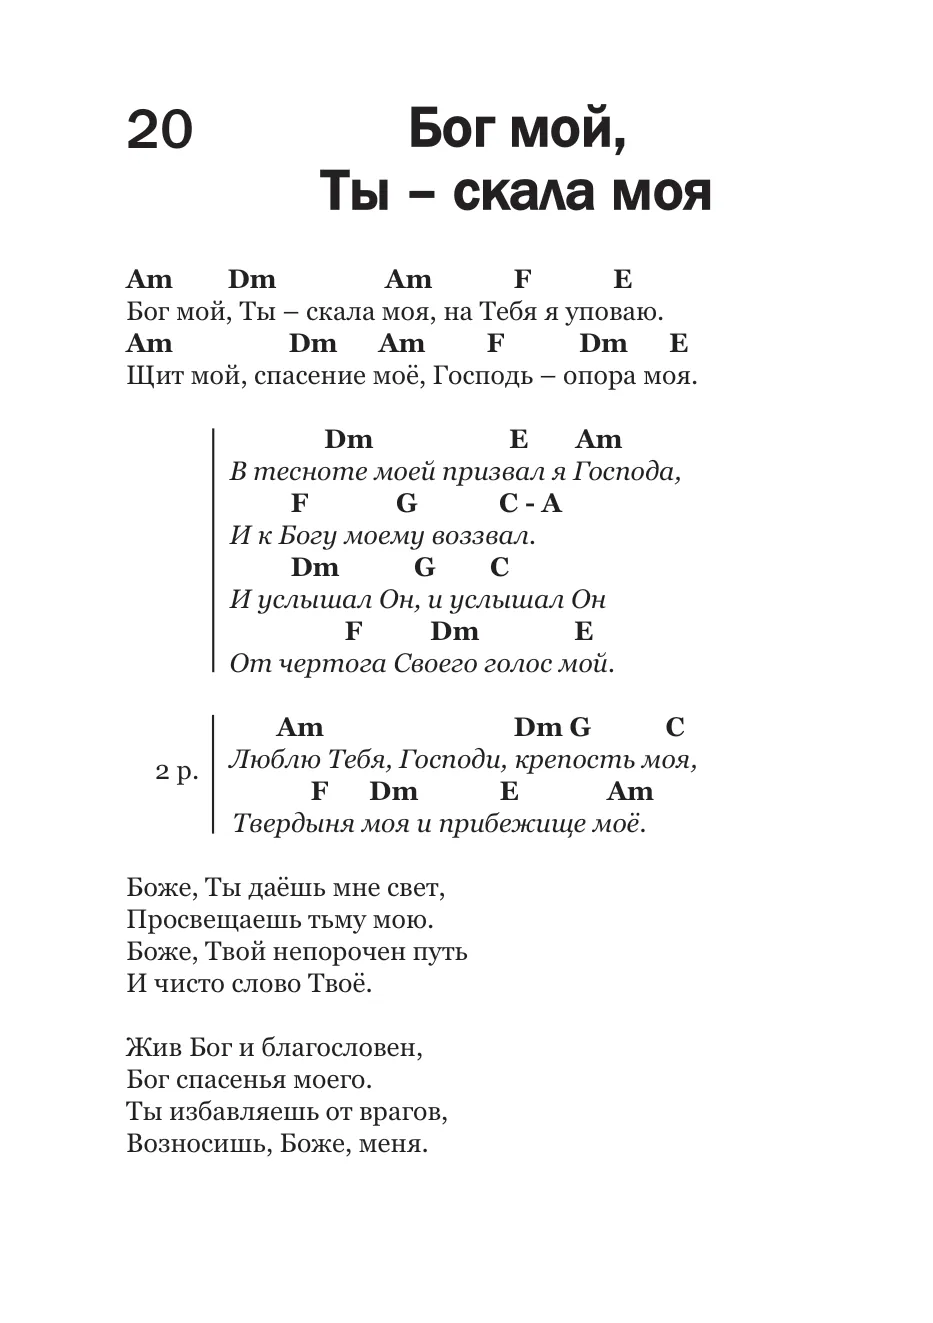 20
Бог мой,
Ты – скала моя
Am Dm Am F E
Бог мой, Ты – скала моя, на Тебя я уповаю.
Am Dm Am F Dm E
Щит мой, спасение моё, Господь – опора моя.
Dm E Am
В тесноте моей призвал я Господа,
F G C - A
И к Богу моему воззвал.
Dm G C
И услышал Он, и услышал Он
F Dm E
От чертога Своего голос мой.
Am Dm G C
2 р. Люблю Тебя, Господи, крепость моя,
F Dm E Am
Твердыня моя и прибежище моё.
Боже, Ты даёшь мне свет,
Просвещаешь тьму мою.
Боже, Твой непорочен путь
И чисто слово Твоё.
Жив Бог и благословен,
Бог спасенья моего.
Ты избавляешь от врагов,
Возносишь, Боже, меня.